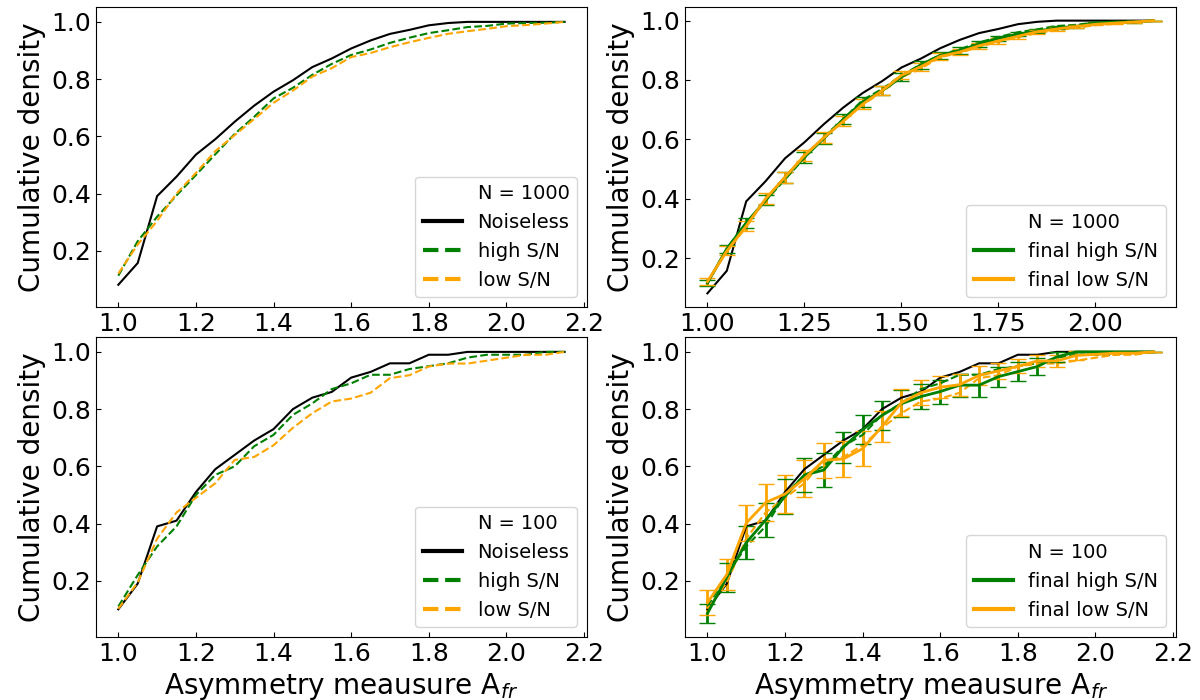 Cumulative density
1.0
0.8
0.6
0.4
0.2
N = 1000
Noiseless
high S/N
low S/N
1.0 1.2 1.4 1.6 1.8 2.0 2.2
Cumulative density
1.0
0.8
0.6
0.4
0.2
N = 1000
final high S/N
final low S/N
1.00 1.25 1.50 1.75 2.00
Cumulative density
1.0
0.8
0.6
0.4
0.2
N = 100
Noiseless
high S/N
low S/N
1.0 1.2 1.4 1.6 1.8 2.0 2.2
Asymmetry meausure A_fr
Cumulative density
1.0
0.8
0.6
0.4
0.2
N = 100
final high S/N
final low S/N
1.0 1.2 1.4 1.6 1.8 2.0 2.2
Asymmetry meausure A_fr